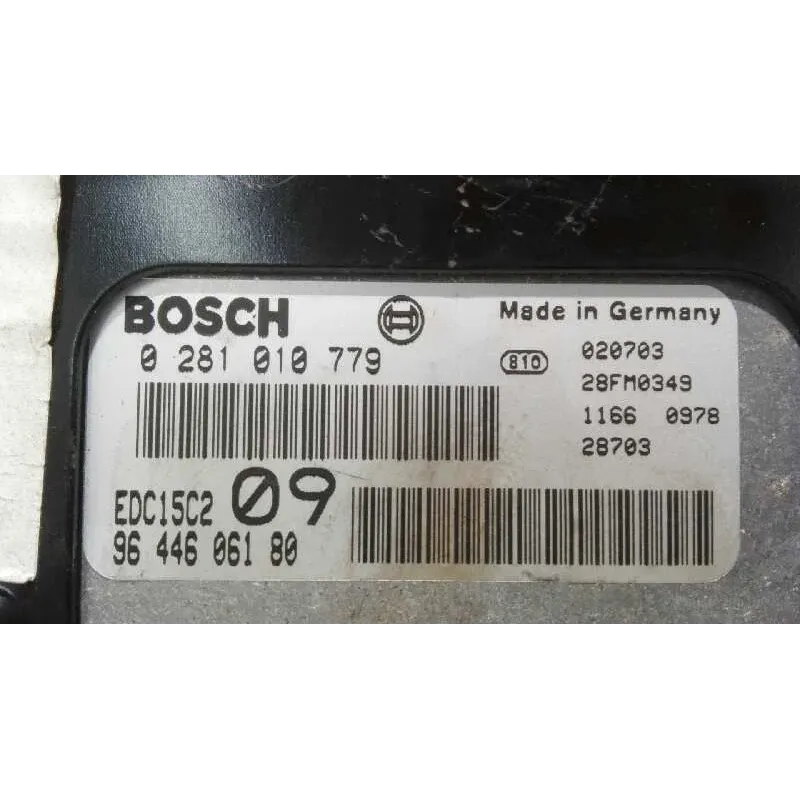 BOSCH
0 281 010 779
EDC15C2 09
96 446 061 80
Made in Germany
810 020703
28FM0349
1166 0978
28703